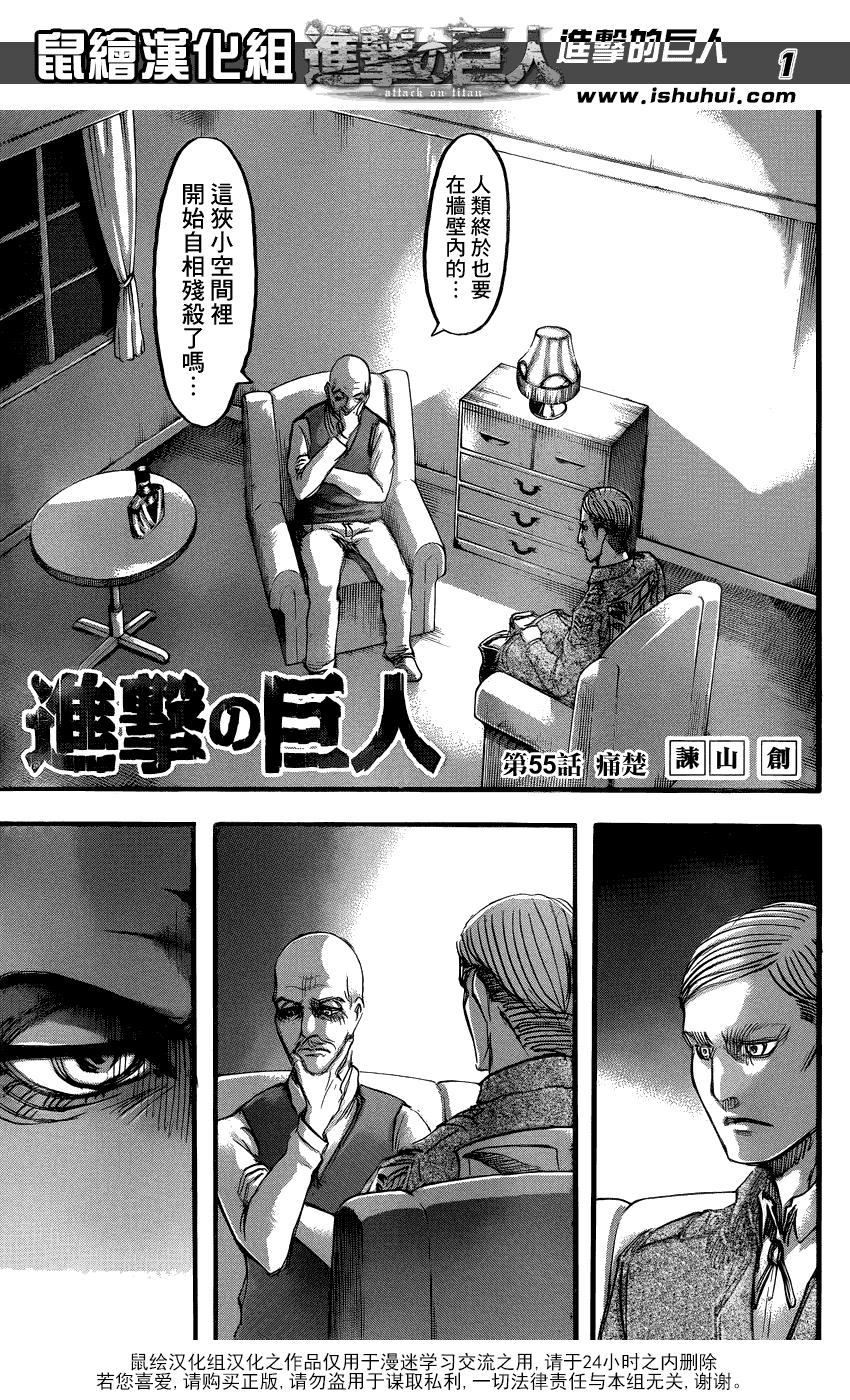 鼠繪漢化組
進撃の巨人
attack on titan
進擊的巨人
1
www.ishuhui.com
人類終於也要
在牆壁內的…
這狹小空間裡
開始自相殘殺了嗎…
進撃の巨人
第55話 痛楚
諫山 創
鼠绘汉化组汉化之作品仅用于漫迷学习交流之用,请于24小时之内删除
若您喜爱,请购买正版,请勿盗用于谋取私利,一切法律责任与本组无关,谢谢。